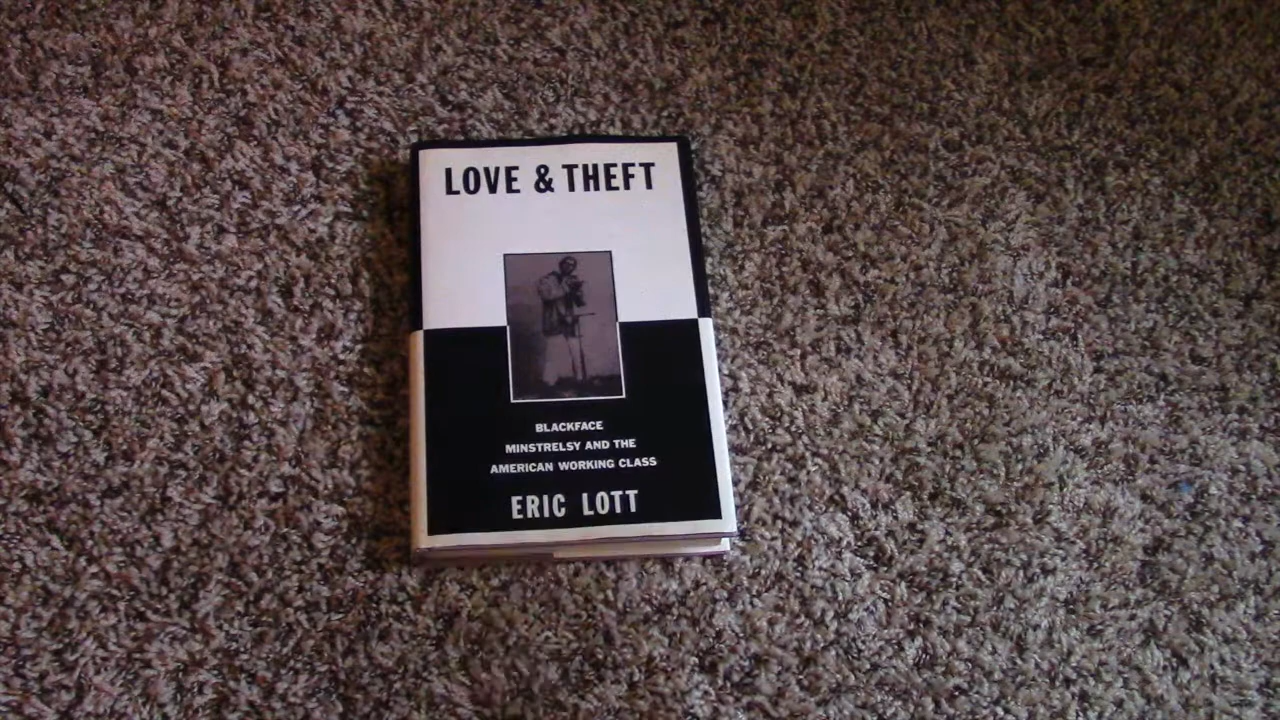 LOVE & THEFT
BLACKFACE
MINSTRELSY AND THE
AMERICAN WORKING CLASS
ERIC LOTT